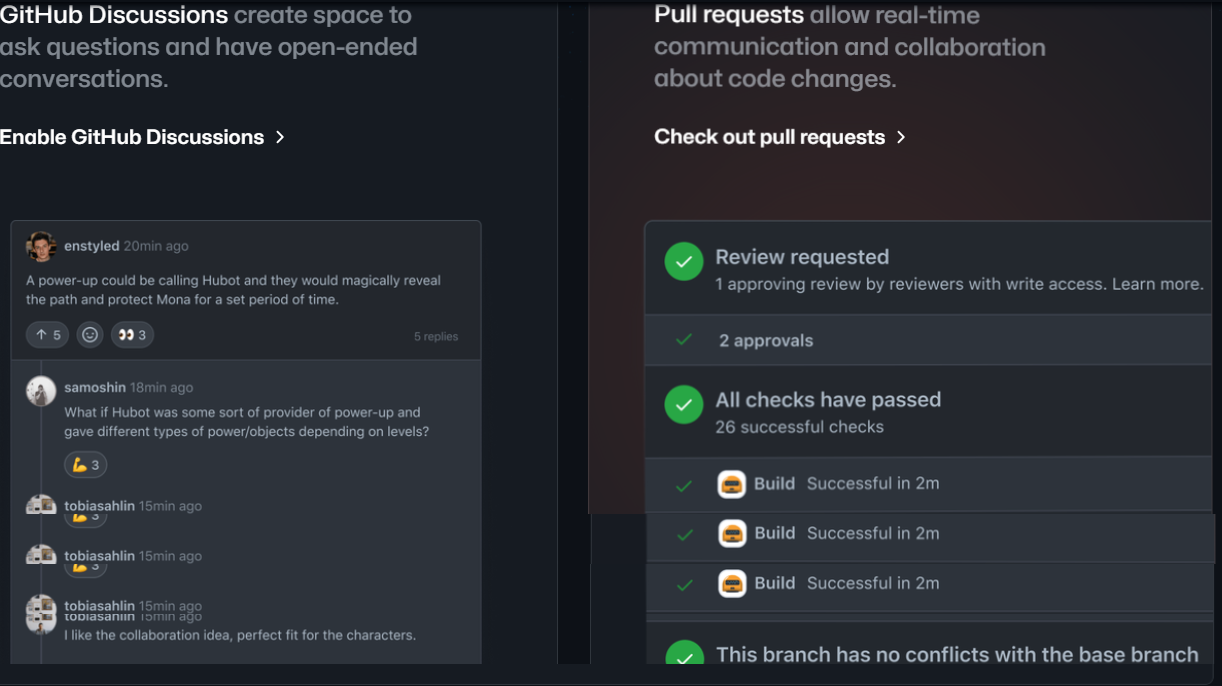 GitHub Discussions create space to
ask questions and have open-ended
conversations.
Enable GitHub Discussions
enstyled 20min ago
A power-up could be calling Hubot and they would magically reveal
the path and protect Mona for a set period of time.
5
3
5 replies
samoshin 18min ago
What if Hubot was some sort of provider of power-up and
gave different types of power/objects depending on levels?
3
tobiasahlin 15min ago
3
tobiasahlin 15min ago
3
tobiasahlin 15min ago
tobiasahlin 15min ago
I like the collaboration idea, perfect fit for the characters.
Pull requests allow real-time
communication and collaboration
about code changes.
Check out pull requests
Review requested
1 approving review by reviewers with write access. Learn more.
2 approvals
All checks have passed
26 successful checks
Build Successful in 2m
Build Successful in 2m
Build Successful in 2m
This branch has no conflicts with the base branch